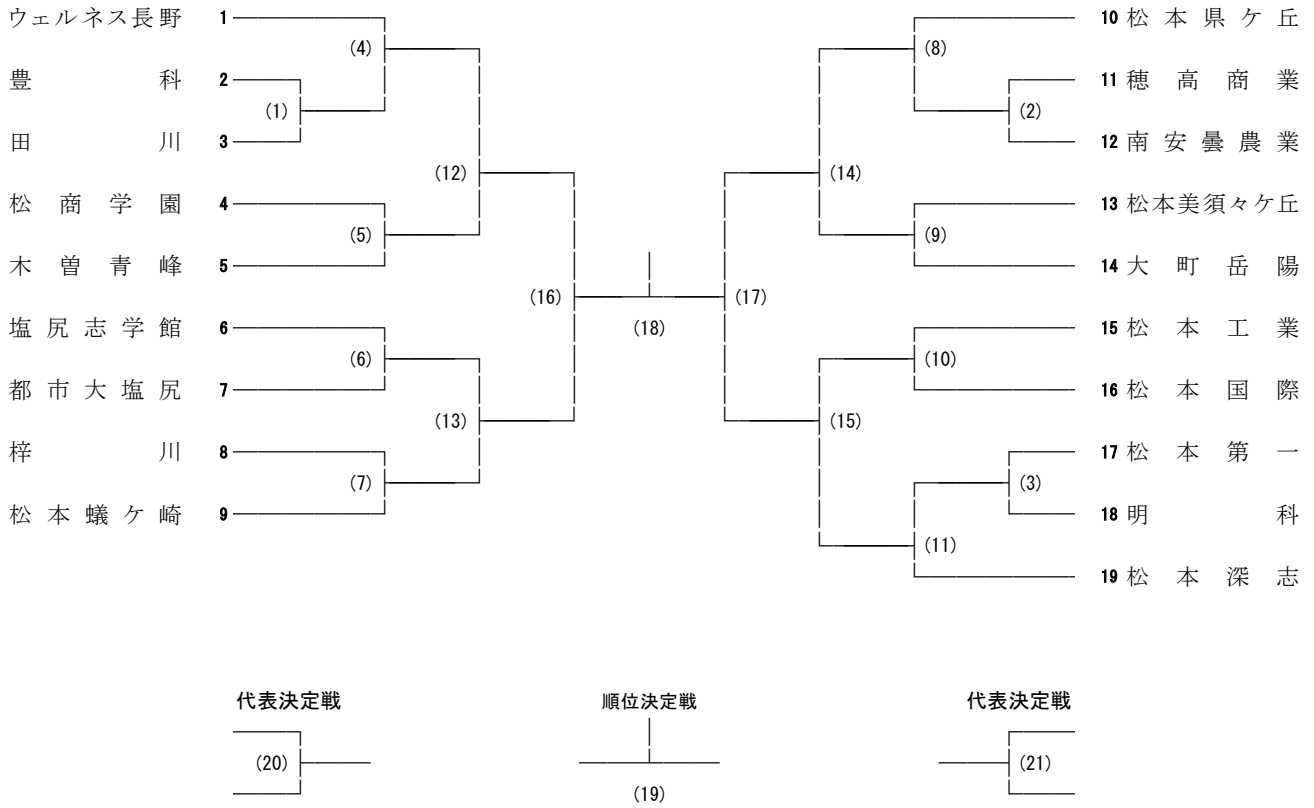 ウェルネス長野 1
(4)
豊科 2
(1)
田川 3
(12)
松商学園 4
(5)
木曽青峰 5
(16)
塩尻志学館 6
(6)
都市大塩尻 7
(13)
梓川 8
(7)
松本蟻ケ崎 9
(18)
10 松本県ケ丘
(8)
11 穂高商業
(2)
12 南安曇農業
(14)
13 松本美須々ケ丘
(9)
14 大町岳陽
(17)
15 松本工業
(10)
16 松本国際
(15)
17 松本第一
(3)
18 明科
(11)
19 松本深志
代表決定戦
(20)
順位決定戦
(19)
代表決定戦
(21)